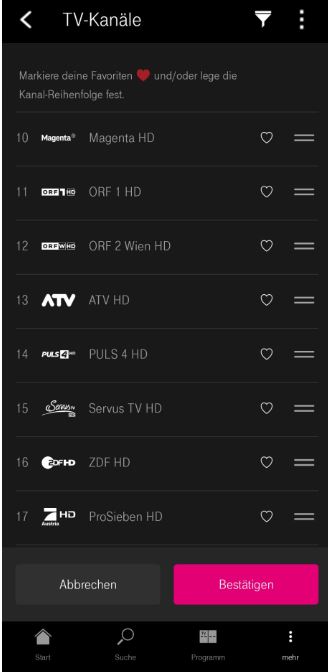 TV-Kanäle
Markiere deine Favoriten ❤ und/oder lege die
Kanal-Reihenfolge fest.
10 Magenta® Magenta HD
11 ORF 1 HD ORF 1 HD
12 ORF W HD ORF 2 Wien HD
13 ATV ATV HD
14 PULS 4 HD PULS 4 HD
15 Servus TV HD Servus TV HD
16 ZDF HD ZDF HD
17 7 HD Austria ProSieben HD
Abbrechen Bestätigen
Start Suche Programm mehr